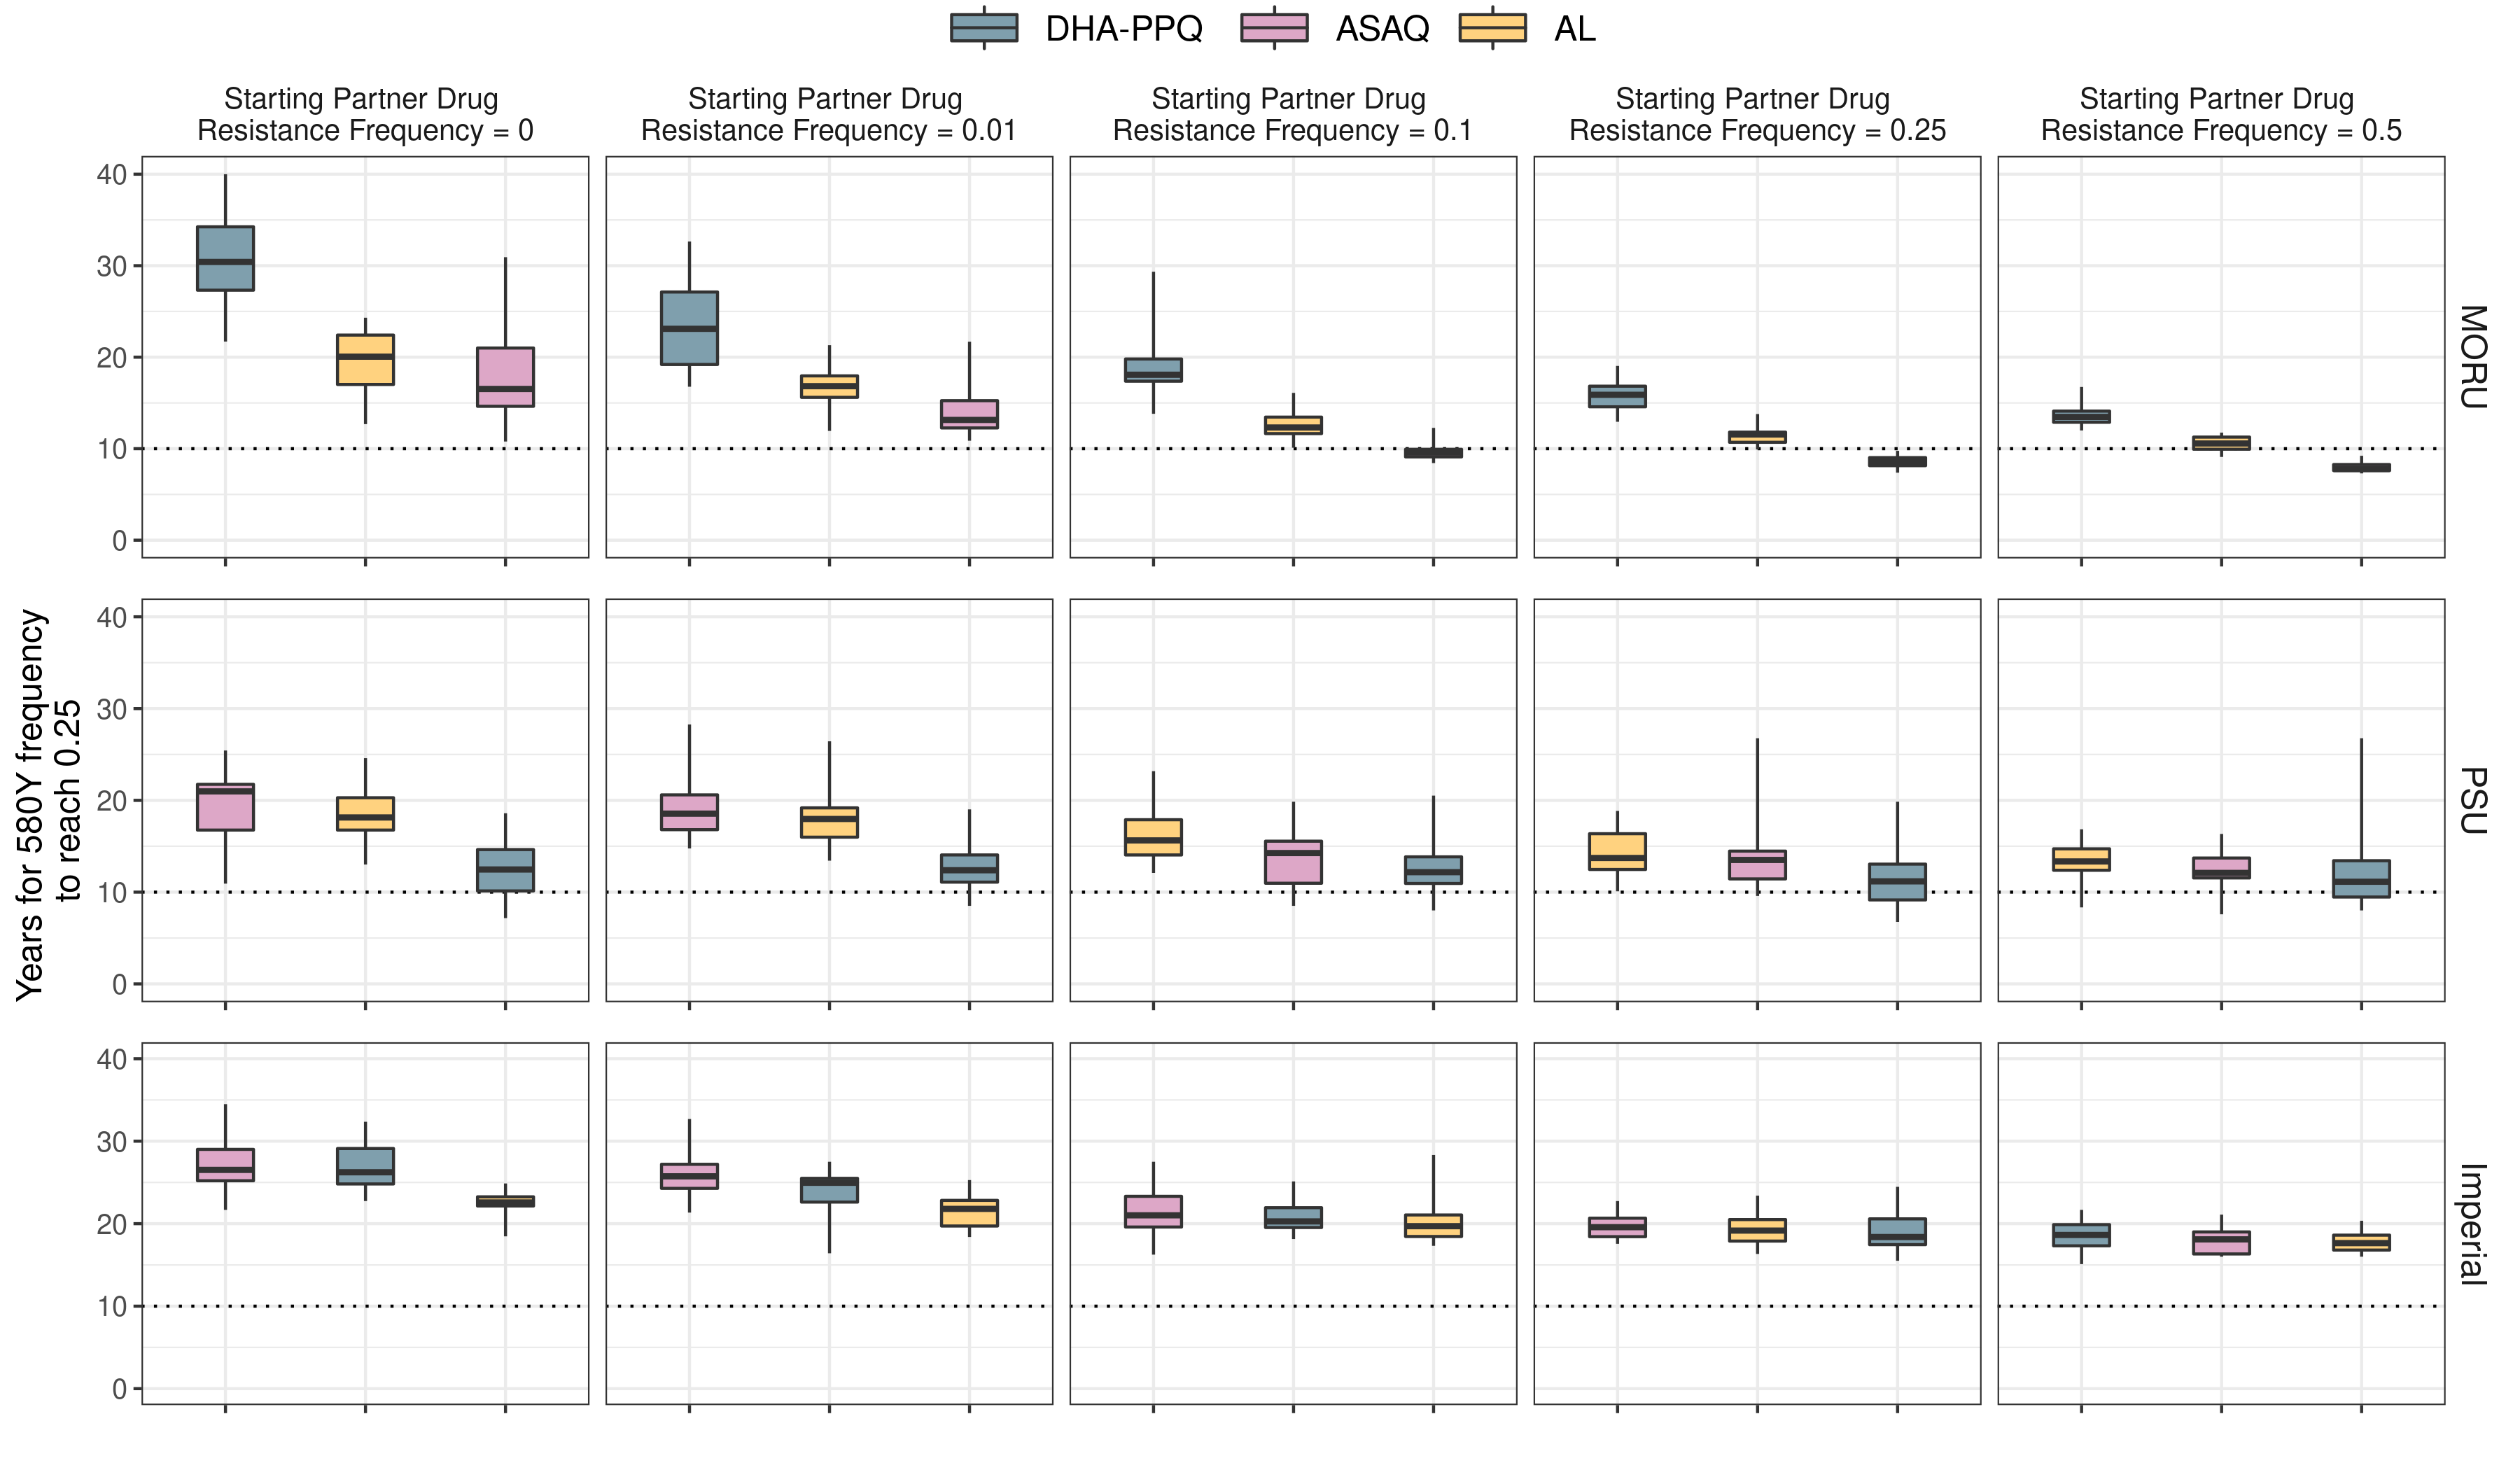 DHA-PPQ ASAQ AL
Starting Partner Drug
Resistance Frequency = 0
Starting Partner Drug
Resistance Frequency = 0.01
Starting Partner Drug
Resistance Frequency = 0.1
Starting Partner Drug
Resistance Frequency = 0.25
Starting Partner Drug
Resistance Frequency = 0.5
40
30
20
10
0
MORU
Years for 580Y frequency
to reach 0.25
40
30
20
10
0
PSU
40
30
20
10
0
Imperial